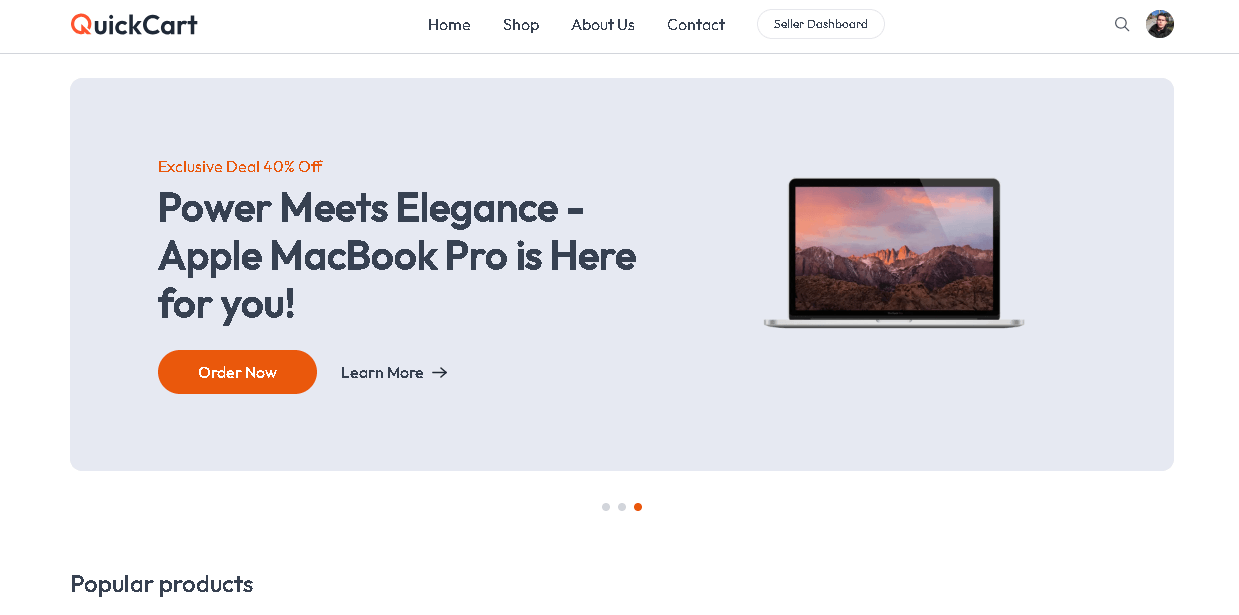 QuickCart
Home
Shop
About Us
Contact
Seller Dashboard
Exclusive Deal 40% Off
Power Meets Elegance -
Apple MacBook Pro is Here
for you!
Order Now
Learn More →
Popular products